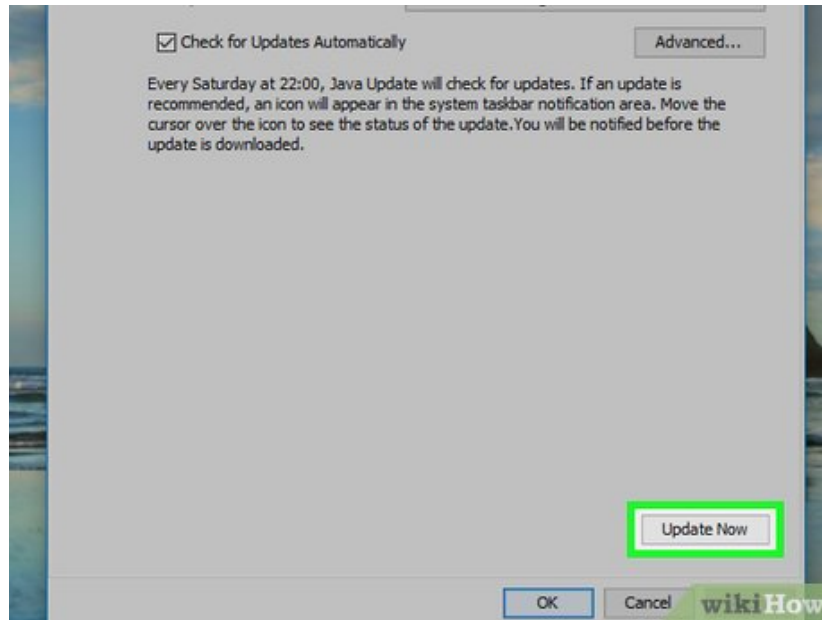 Check for Updates Automatically
Advanced...
Every Saturday at 22:00, Java Update will check for updates. If an update is
recommended, an icon will appear in the system taskbar notification area. Move the
cursor over the icon to see the status of the update.You will be notified before the
update is downloaded.
Update Now
OK
Cancel
wikiHow